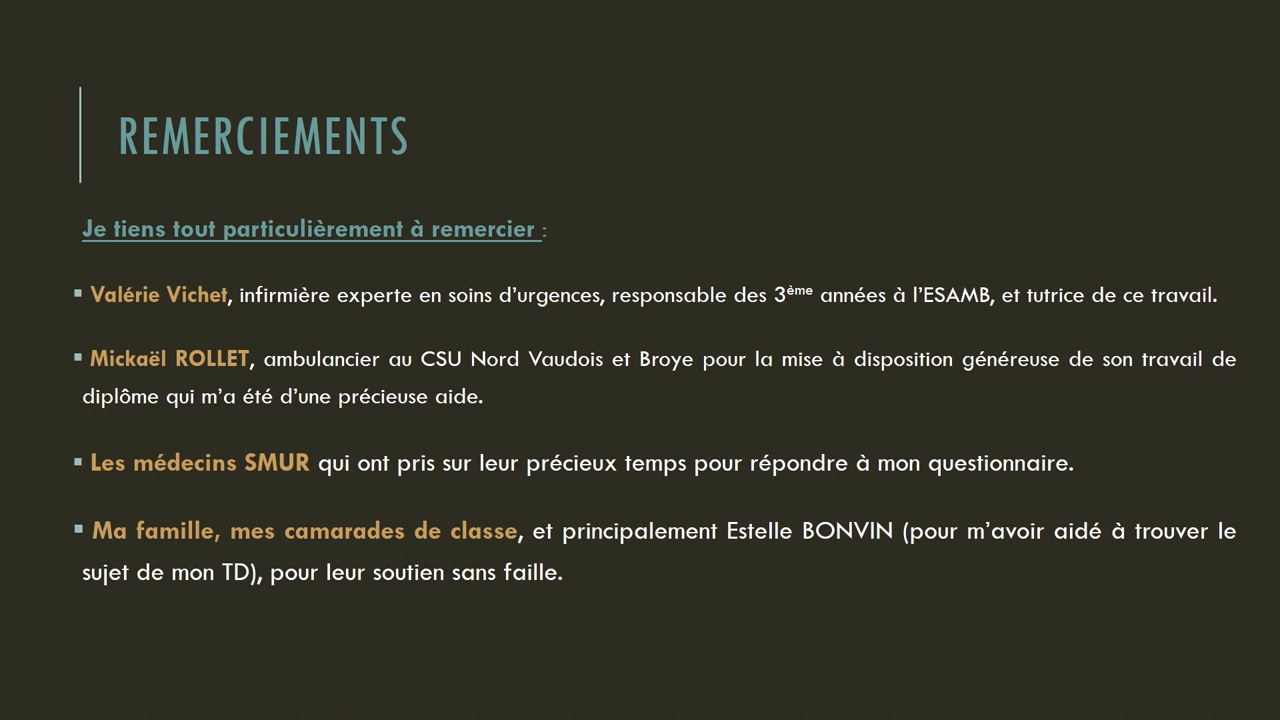 REMERCIEMENTS
Je tiens tout particulièrement à remercier :
▪ Valérie Vichet, infirmière experte en soins d’urgences, responsable des 3ème années à l’ESAMB, et tutrice de ce travail.
▪ Mickaël ROLLET, ambulancier au CSU Nord Vaudois et Broye pour la mise à disposition généreuse de son travail de
diplôme qui m’a été d’une précieuse aide.
▪ Les médecins SMUR qui ont pris sur leur précieux temps pour répondre à mon questionnaire.
▪ Ma famille, mes camarades de classe, et principalement Estelle BONVIN (pour m’avoir aidé à trouver le
sujet de mon TD), pour leur soutien sans faille.